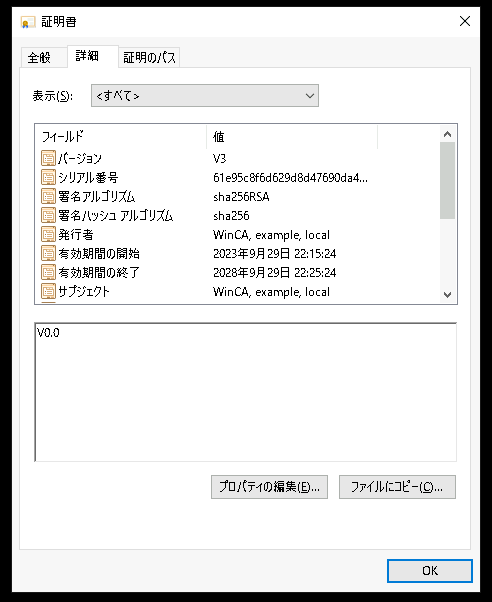 証明書
全般 詳細 証明のパス
表示(S): <すべて>
フィールド 値
バージョン V3
シリアル番号 61e95c8f6d629d8d47690da4...
署名アルゴリズム sha256RSA
署名ハッシュ アルゴリズム sha256
発行者 WinCA, example, local
有効期間の開始 2023年9月29日 22:15:24
有効期間の終了 2028年9月29日 22:25:24
サブジェクト WinCA, example, local
V0.0
プロパティの編集(E)... ファイルにコピー(C)...
OK